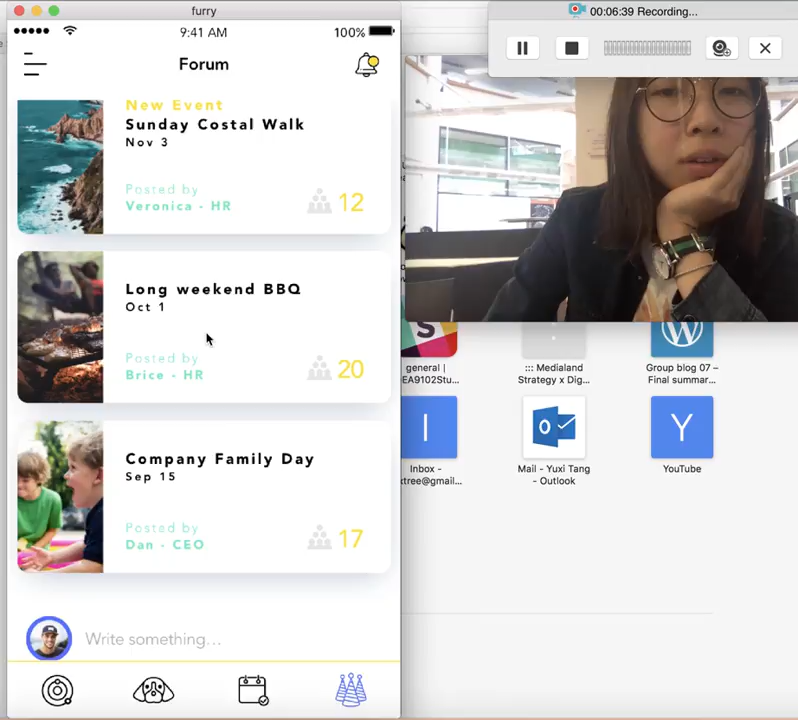 furry
9:41 AM
100%
Forum
New Event
Sunday Costal Walk
Nov 3
Posted by
Veronica - HR
12
Long weekend BBQ
Oct 1
Posted by
Brice - HR
20
Company Family Day
Sep 15
Posted by
Dan - CEO
17
Write something...
00:06:39 Recording...
S
general |
EA9102Stu...
::: Medialand
Strategy x Dig...
Group blog 07 –
Final summar...
I
Inbox -
xtree@gmail...
Mail - Yuxi Tang
- Outlook
Y
YouTube